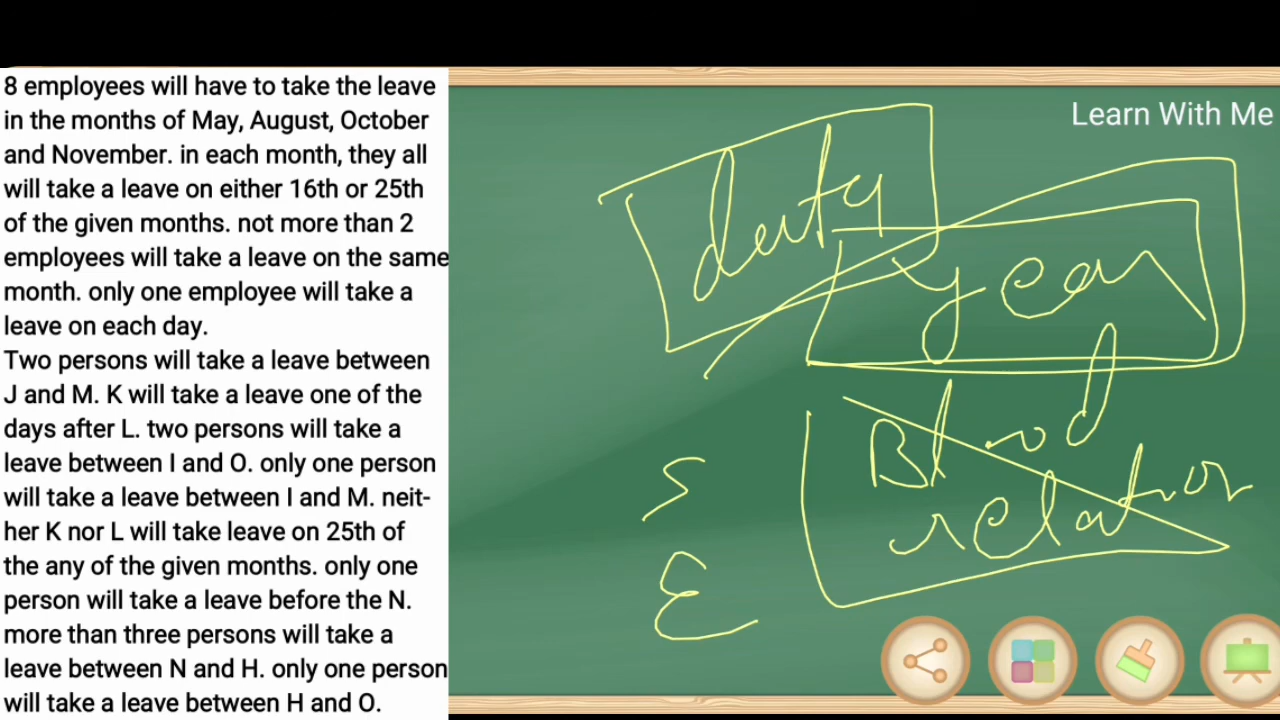 8 employees will have to take the leave
in the months of May, August, October
and November. in each month, they all
will take a leave on either 16th or 25th
of the given months. not more than 2
employees will take a leave on the same
month. only one employee will take a
leave on each day.
Two persons will take a leave between
J and M. K will take a leave one of the
days after L. two persons will take a
leave between I and O. only one person
will take a leave between I and M. neit-
her K nor L will take leave on 25th of
the any of the given months. only one
person will take a leave before the N.
more than three persons will take a
leave between N and H. only one person
will take a leave between H and O.
Learn With Me
year
Blood
relation
S